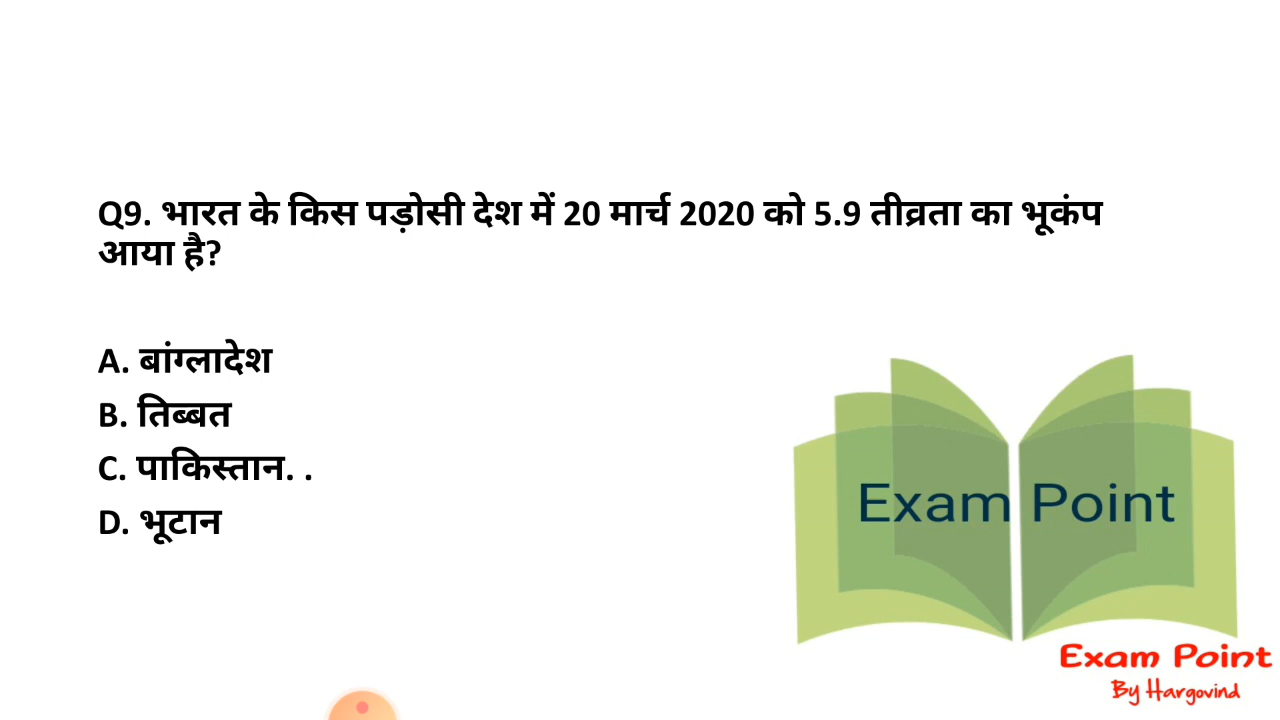 Q9. भारत के किस पड़ोसी देश में 20 मार्च 2020 को 5.9 तीव्रता का भूकंप
आया है?
A. बांग्लादेश
B. तिब्बत
C. पाकिस्तान. .
D. भूटान
Exam Point
Exam Point
By Hargovind